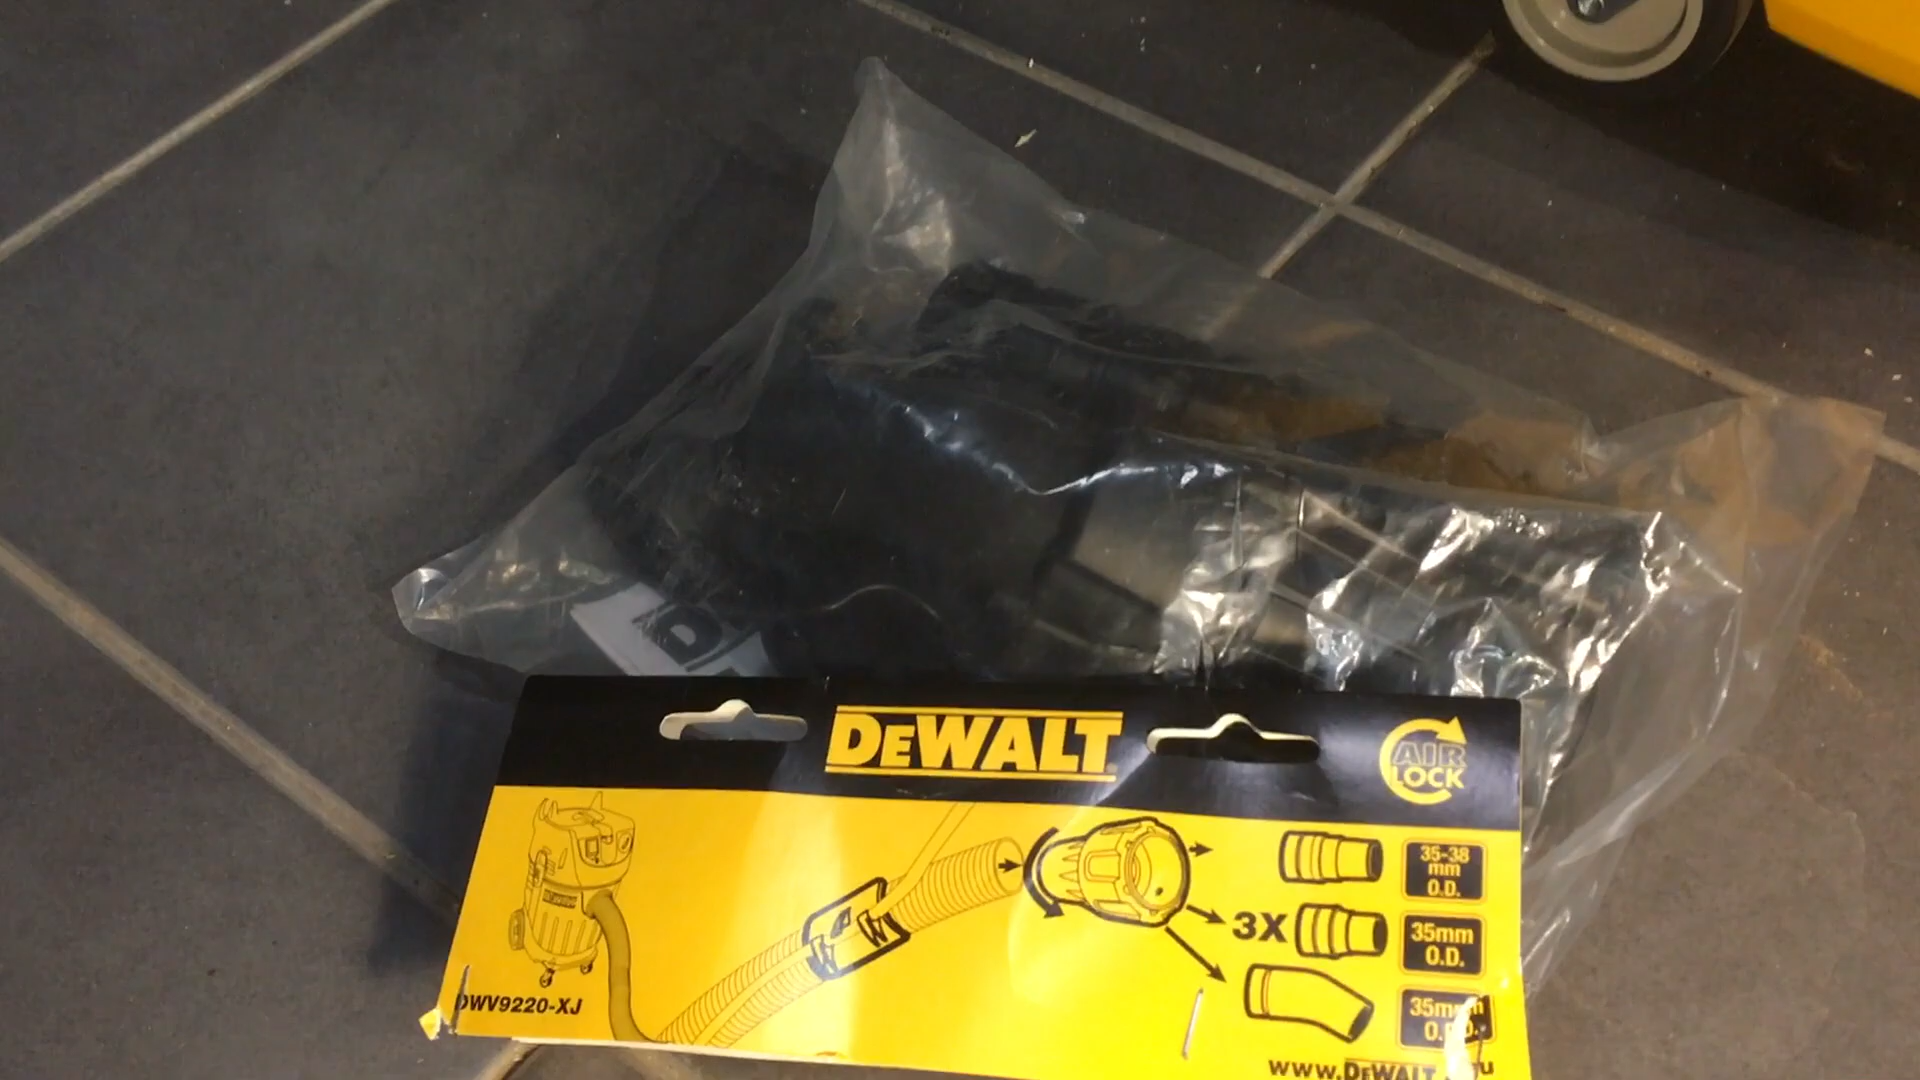 DEWALT
AIR
LOCK
35-38
mm
O.D.
3X
35mm
O.D.
DWV9220-XJ
www.DEWALT